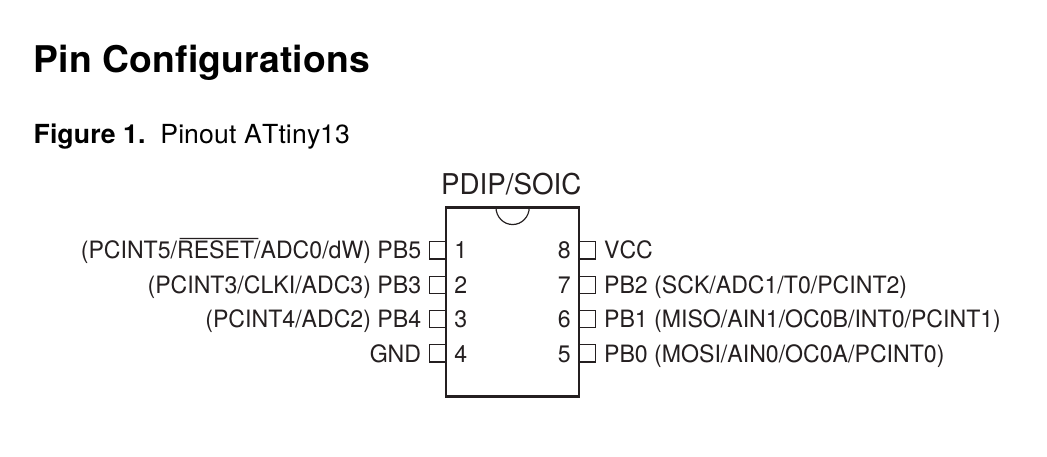 Pin Configurations
Figure 1. Pinout ATtiny13
PDIP/SOIC
(PCINT5/RESET/ADC0/dW) PB5 1 8 VCC
(PCINT3/CLKI/ADC3) PB3 2 7 PB2 (SCK/ADC1/T0/PCINT2)
(PCINT4/ADC2) PB4 3 6 PB1 (MISO/AIN1/OC0B/INT0/PCINT1)
GND 4 5 PB0 (MOSI/AIN0/OC0A/PCINT0)